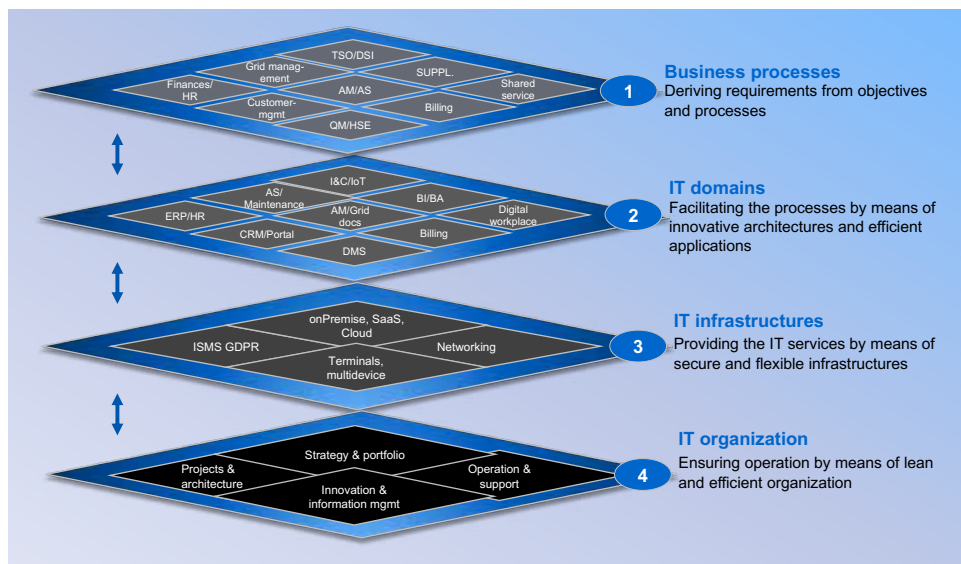 TSO/DSI
Grid manag-
ement
SUPPL.
Finances/
HR
AM/AS
Shared
service
Customer-
mgmt
Billing
QM/HSE
1
Business processes
Deriving requirements from objectives
and processes
I&C/IoT
AS/
Maintenance
BI/BA
ERP/HR
AM/Grid
docs
Digital
workplace
CRM/Portal
Billing
DMS
2
IT domains
Facilitating the processes by means of
innovative architectures and efficient
applications
onPremise, SaaS,
Cloud
ISMS GDPR
Networking
Terminals,
multidevice
3
IT infrastructures
Providing the IT services by means of
secure and flexible infrastructures
Strategy & portfolio
Projects &
architecture
Operation &
support
Innovation &
information mgmt
4
IT organization
Ensuring operation by means of lean
and efficient organization